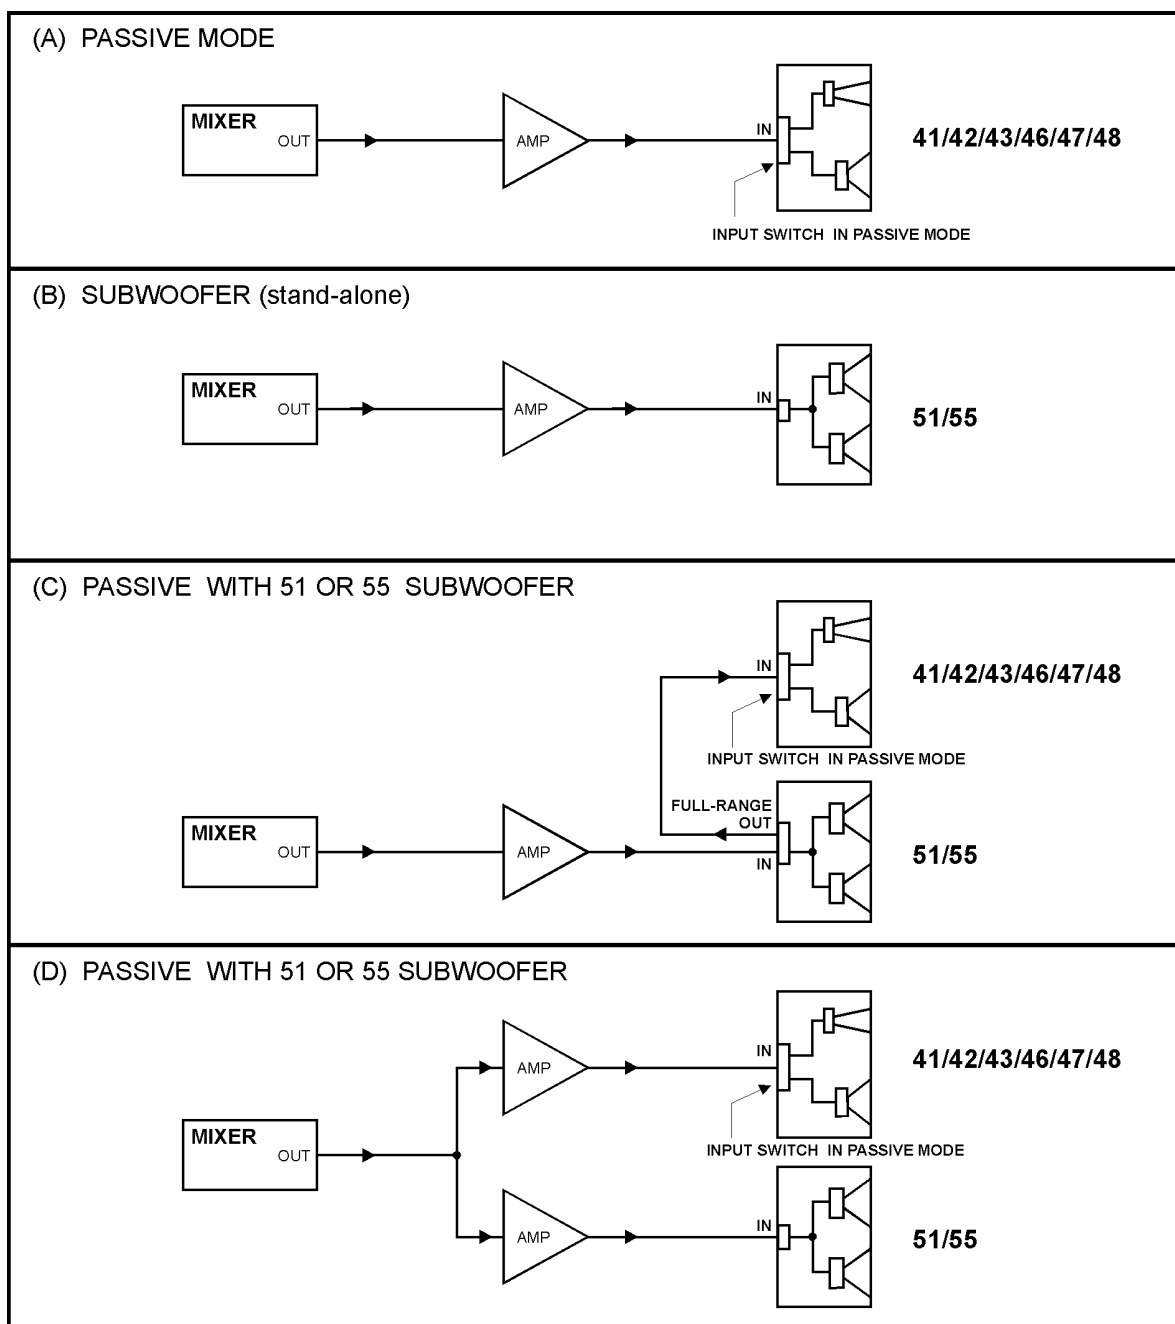 (A) PASSIVE MODE
MIXER
OUT
AMP
IN
41/42/43/46/47/48
INPUT SWITCH IN PASSIVE MODE
(B) SUBWOOFER (stand-alone)
MIXER
OUT
AMP
IN
51/55
(C) PASSIVE WITH 51 OR 55 SUBWOOFER
IN
41/42/43/46/47/48
INPUT SWITCH IN PASSIVE MODE
FULL-RANGE
OUT
MIXER
OUT
AMP
IN
51/55
(D) PASSIVE WITH 51 OR 55 SUBWOOFER
AMP
IN
41/42/43/46/47/48
INPUT SWITCH IN PASSIVE MODE
MIXER
OUT
AMP
IN
51/55